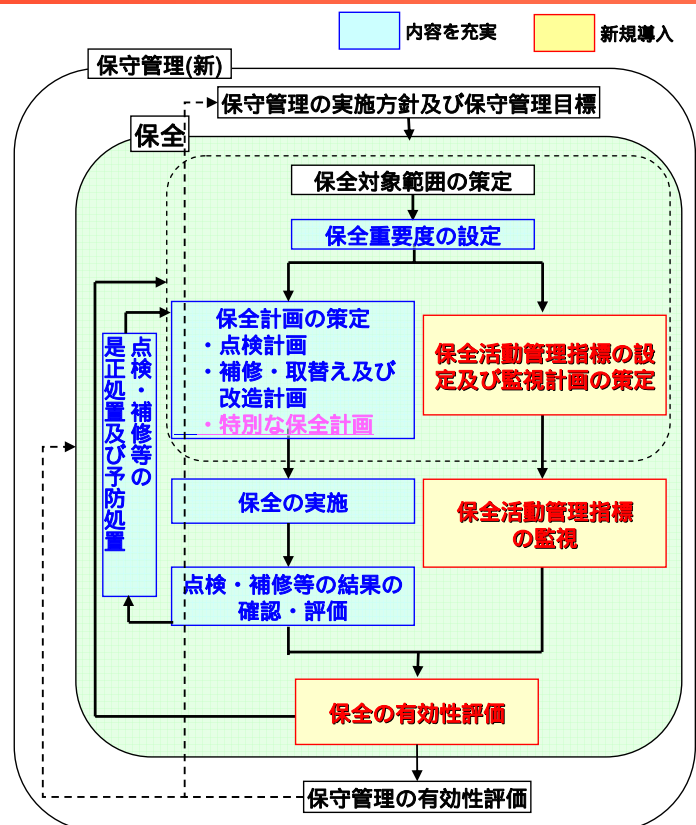 内容を充実
新規導入
保守管理(新)
保守管理の実施方針及び保守管理目標
保全
保全対象範囲の策定
保全重要度の設定
保全計画の策定
・点検計画
・補修・取替え及び
改造計画
・特別な保全計画
保全活動管理指標の設
定及び監視計画の策定
点検・補修等の
是正処置及び予防処置
保全の実施
保全活動管理指標
の監視
点検・補修等の結果の
確認・評価
保全の有効性評価
保守管理の有効性評価